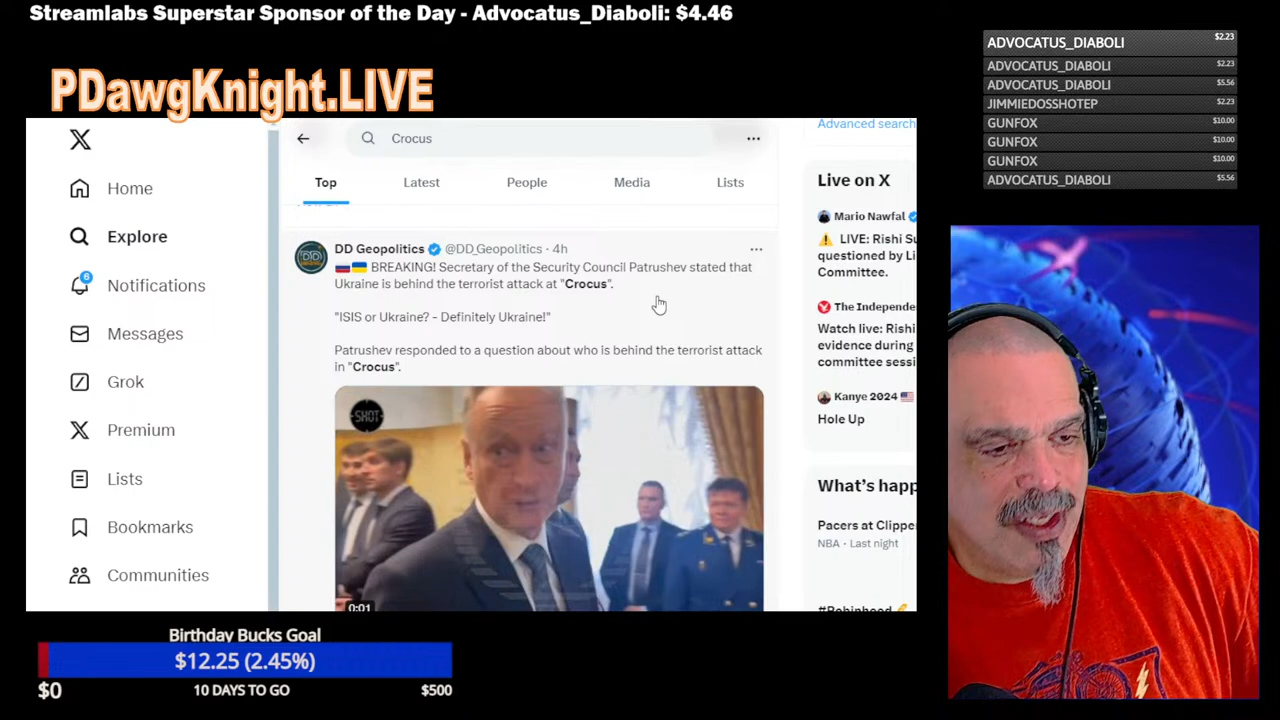 Streamlabs Superstar Sponsor of the Day - Advocatus_Diaboli: $4.46
PDawgKnight.LIVE
ADVOCATUS_DIABOLI $2.23
ADVOCATUS_DIABOLI $2.23
ADVOCATUS_DIABOLI $5.56
JIMMIEDOSSHOTEP $2.23
GUNFOX $10.00
GUNFOX $10.00
GUNFOX $10.00
ADVOCATUS_DIABOLI $5.56
Home
Explore
6
Notifications
Messages
Grok
Premium
Lists
Bookmarks
Communities
Crocus
Top Latest People Media Lists
DD Geopolitics @DD_Geopolitics · 4h
BREAKING! Secretary of the Security Council Patrushev stated that
Ukraine is behind the terrorist attack at "Crocus".
"ISIS or Ukraine? - Definitely Ukraine!"
Patrushev responded to a question about who is behind the terrorist attack
in "Crocus".
SHOT
0:01
Advanced search
Live on X
Mario Nawfal
LIVE: Rishi Su
questioned by Li
Committee.
The Independe
Watch live: Rishi
evidence during
committee sessi
Kanye 2024
Hole Up
What's happ
Pacers at Clippe
NBA · Last night
#Robinhood
Birthday Bucks Goal
$12.25 (2.45%)
$0 10 DAYS TO GO $500